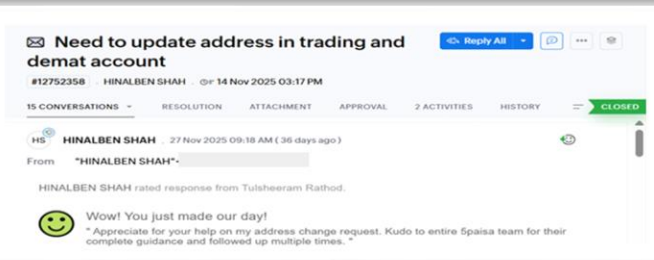 Need to update address in trading and
demat account
Reply All
#12752358 . HINALBEN SHAH . 14 Nov 2025 03:17 PM
15 CONVERSATIONS RESOLUTION ATTACHMENT APPROVAL 2 ACTIVITIES HISTORY CLOSED
HS HINALBEN SHAH . 27 Nov 2025 09:18 AM ( 36 days ago )
From "HINALBEN SHAH"
HINALBEN SHAH rated response from Tulsheeram Rathod.
Wow! You just made our day!
" Appreciate for your help on my address change request. Kudo to entire 5paisa team for their
complete guidance and followed up multiple times. "